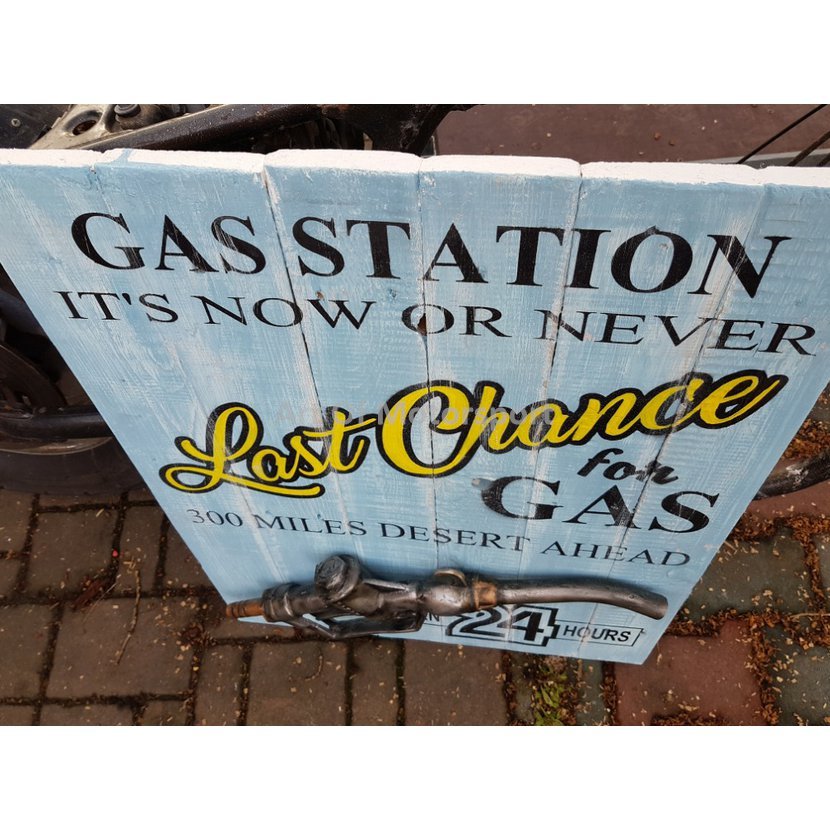 GAS STATION
IT'S NOW OR NEVER
Last Chance
for
GAS
300 MILES DESERT AHEAD
24 HOURS